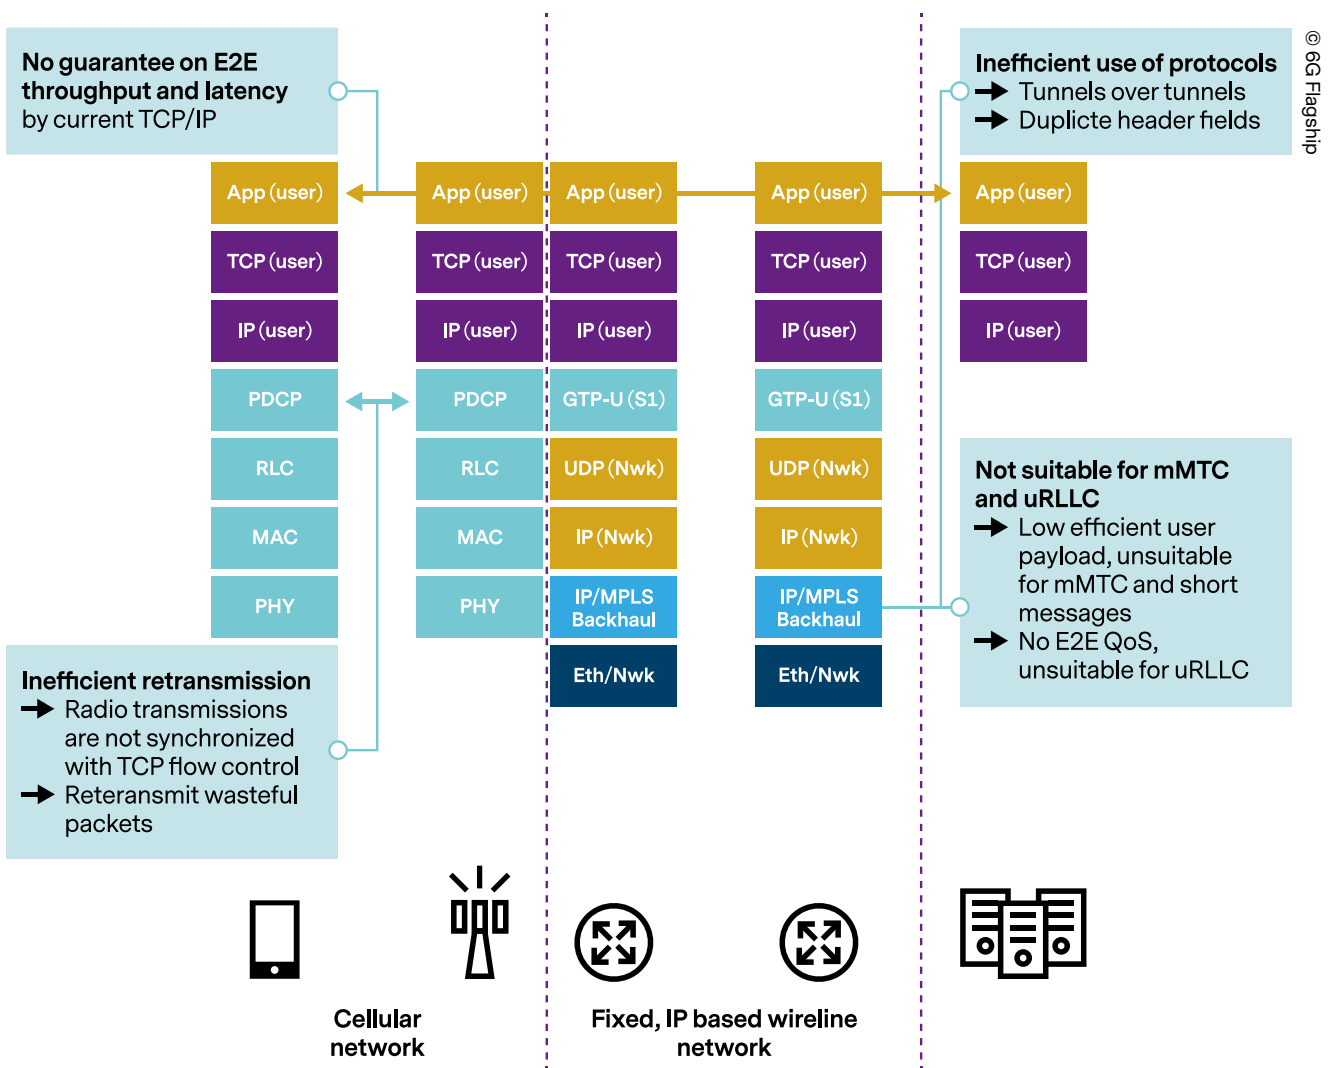 No guarantee on E2E
throughput and latency
by current TCP/IP
Inefficient use of protocols
Tunnels over tunnels
Duplicte header fields
© 6G Flagship
App (user)
App (user)
App (user)
App (user)
App (user)
TCP (user)
TCP (user)
TCP (user)
TCP (user)
TCP (user)
IP (user)
IP (user)
IP (user)
IP (user)
IP (user)
PDCP
PDCP
GTP-U (S1)
GTP-U (S1)
RLC
RLC
UDP (Nwk)
UDP (Nwk)
MAC
MAC
IP (Nwk)
IP (Nwk)
PHY
PHY
IP/MPLS
Backhaul
IP/MPLS
Backhaul
Eth/Nwk
Eth/Nwk
Not suitable for mMTC
and uRLLC
Low efficient user
payload, unsuitable
for mMTC and short
messages
No E2E QoS,
unsuitable for uRLLC
Inefficient retransmission
Radio transmissions
are not synchronized
with TCP flow control
Reteransmit wasteful
packets
Cellular
network
Fixed, IP based wireline
network